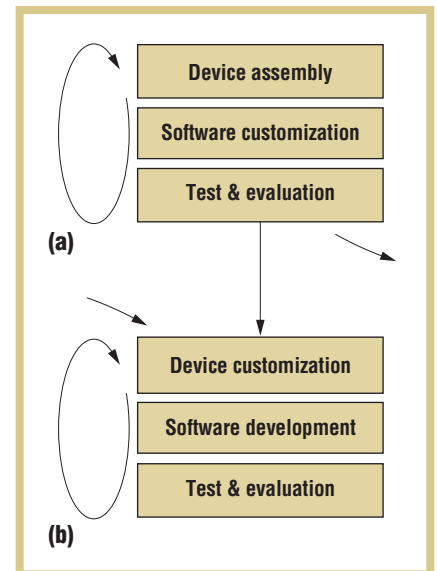 Device assembly
Software customization
Test & evaluation
(a)
Device customization
Software development
Test & evaluation
(b)